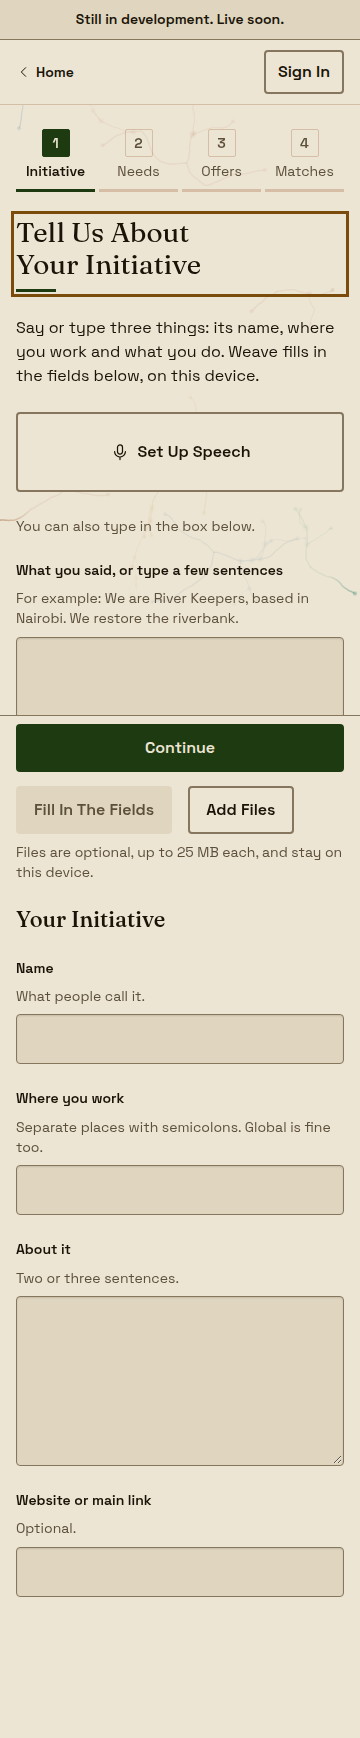 Still in development. Live soon.
Home
Sign In
1
2
3
4
Initiative
Needs
Offers
Matches
Tell Us About
Your Initiative
Say or type three things: its name, where
you work and what you do. Weave fills in
the fields below, on this device.
Set Up Speech
You can also type in the box below.
What you said, or type a few sentences
For example: We are River Keepers, based in
Nairobi. We restore the riverbank.
Continue
Fill In The Fields
Add Files
Files are optional, up to 25 MB each, and stay on
this device.
Your Initiative
Name
What people call it.
Where you work
Separate places with semicolons. Global is fine
too.
About it
Two or three sentences.
Website or main link
Optional.